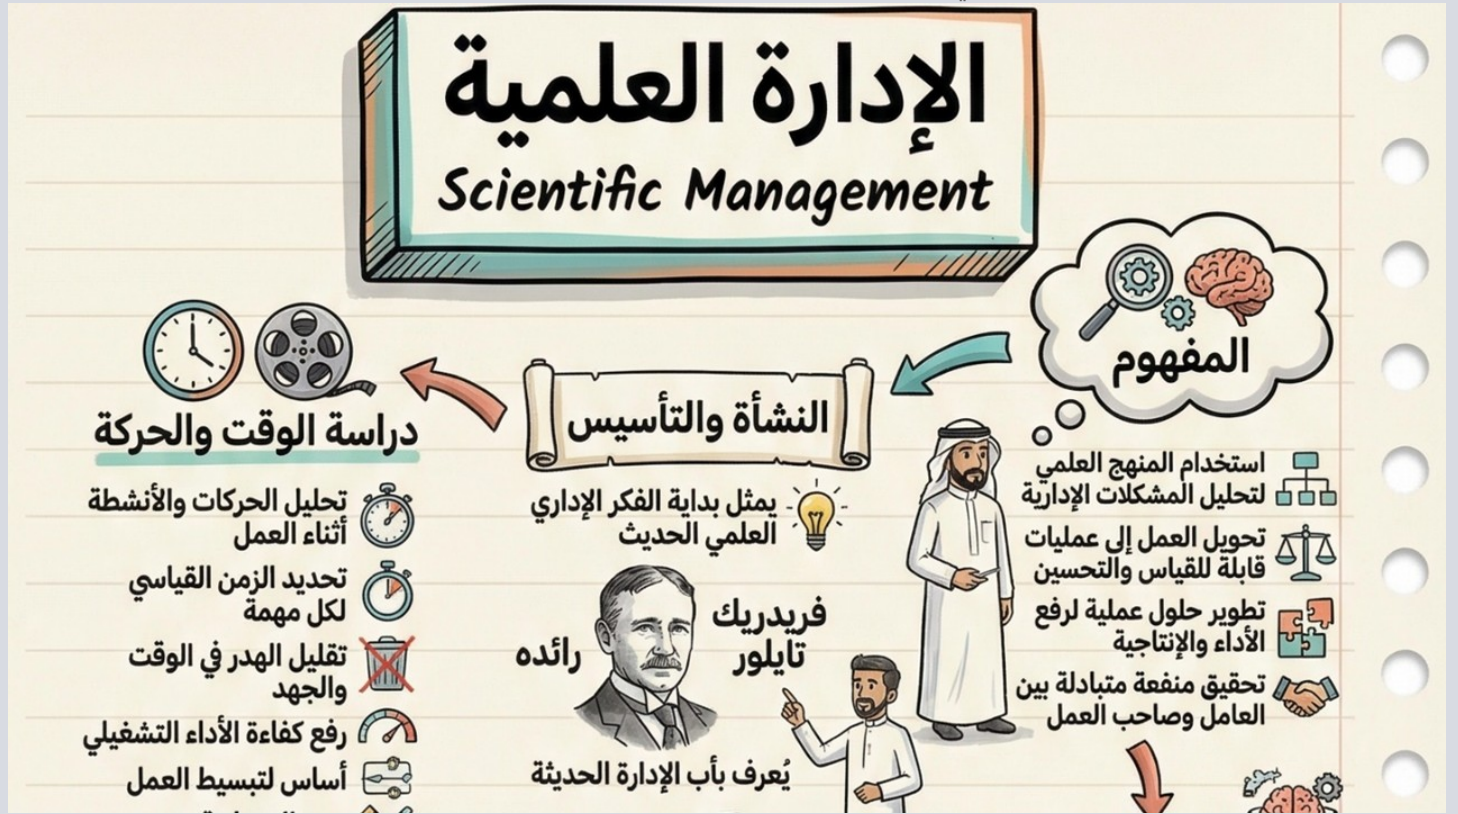 الإدارة العلمية
Scientific Management
المفهوم
استخدام المنهج العلمي
لتحليل المشكلات الإدارية
تحويل العمل إلى عمليات
قابلة للقياس والتحسين
تطوير حلول عملية لرفع
الأداء والإنتاجية
تحقيق منفعة متبادلة بين
العامل وصاحب العمل
النشأة والتأسيس
يمثل بداية الفكر الإداري
العلمي الحديث
رائده
فريدريك
تايلور
يُعرف بأب الإدارة الحديثة
دراسة الوقت والحركة
تحليل الحركات والأنشطة
أثناء العمل
تحديد الزمن القياسي
لكل مهمة
تقليل الهدر في الوقت
والجهد
رفع كفاءة الأداء التشغيلي
أساس لتبسيط العمل